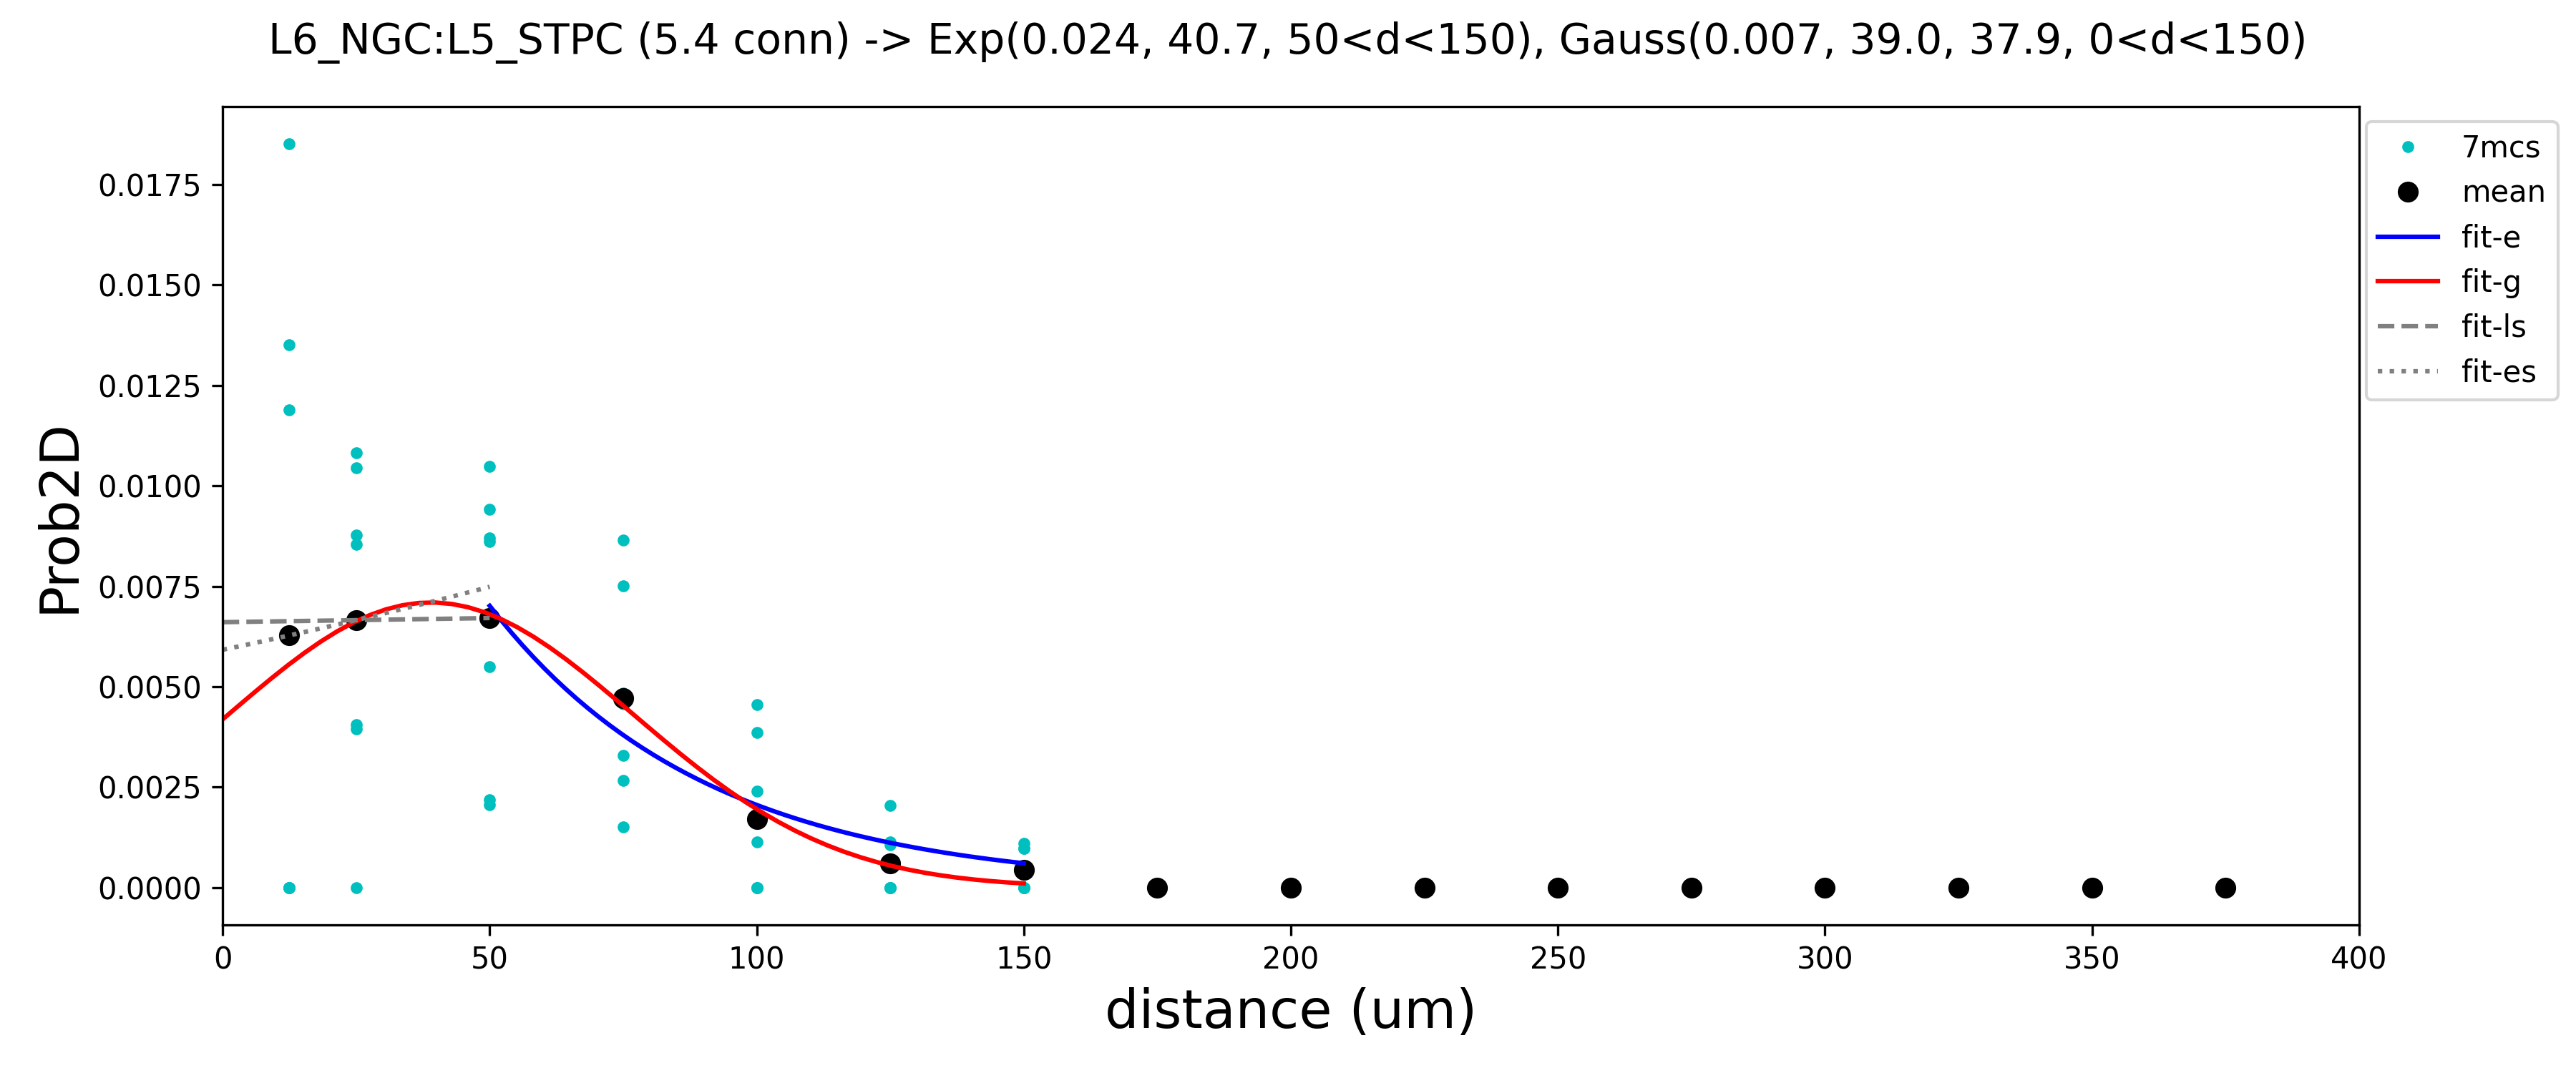 L6_NGC:L5_STPC (5.4 conn) -> Exp(0.024, 40.7, 50<d<150), Gauss(0.007, 39.0, 37.9, 0<d<150)
Prob2D
0.0175
0.0150
0.0125
0.0100
0.0075
0.0050
0.0025
0.0000
0 50 100 150 200 250 300 350 400
distance (um)
7mcs
mean
fit-e
fit-g
fit-ls
fit-es